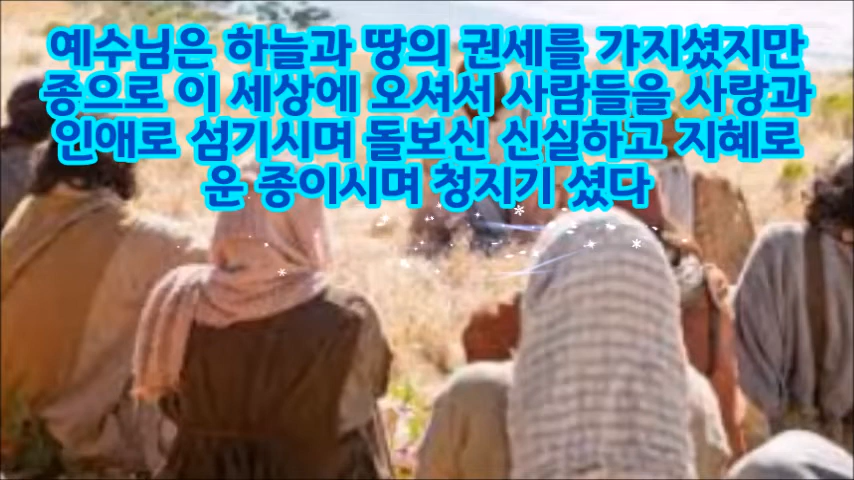 예수님은 하늘과 땅의 권세를 가지셨지만
종으로 이 세상에 오셔서 사람들을 사랑과
인애로 섬기시며 돌보신 신실하고 지혜로
운 종이시며 청지기 셨다